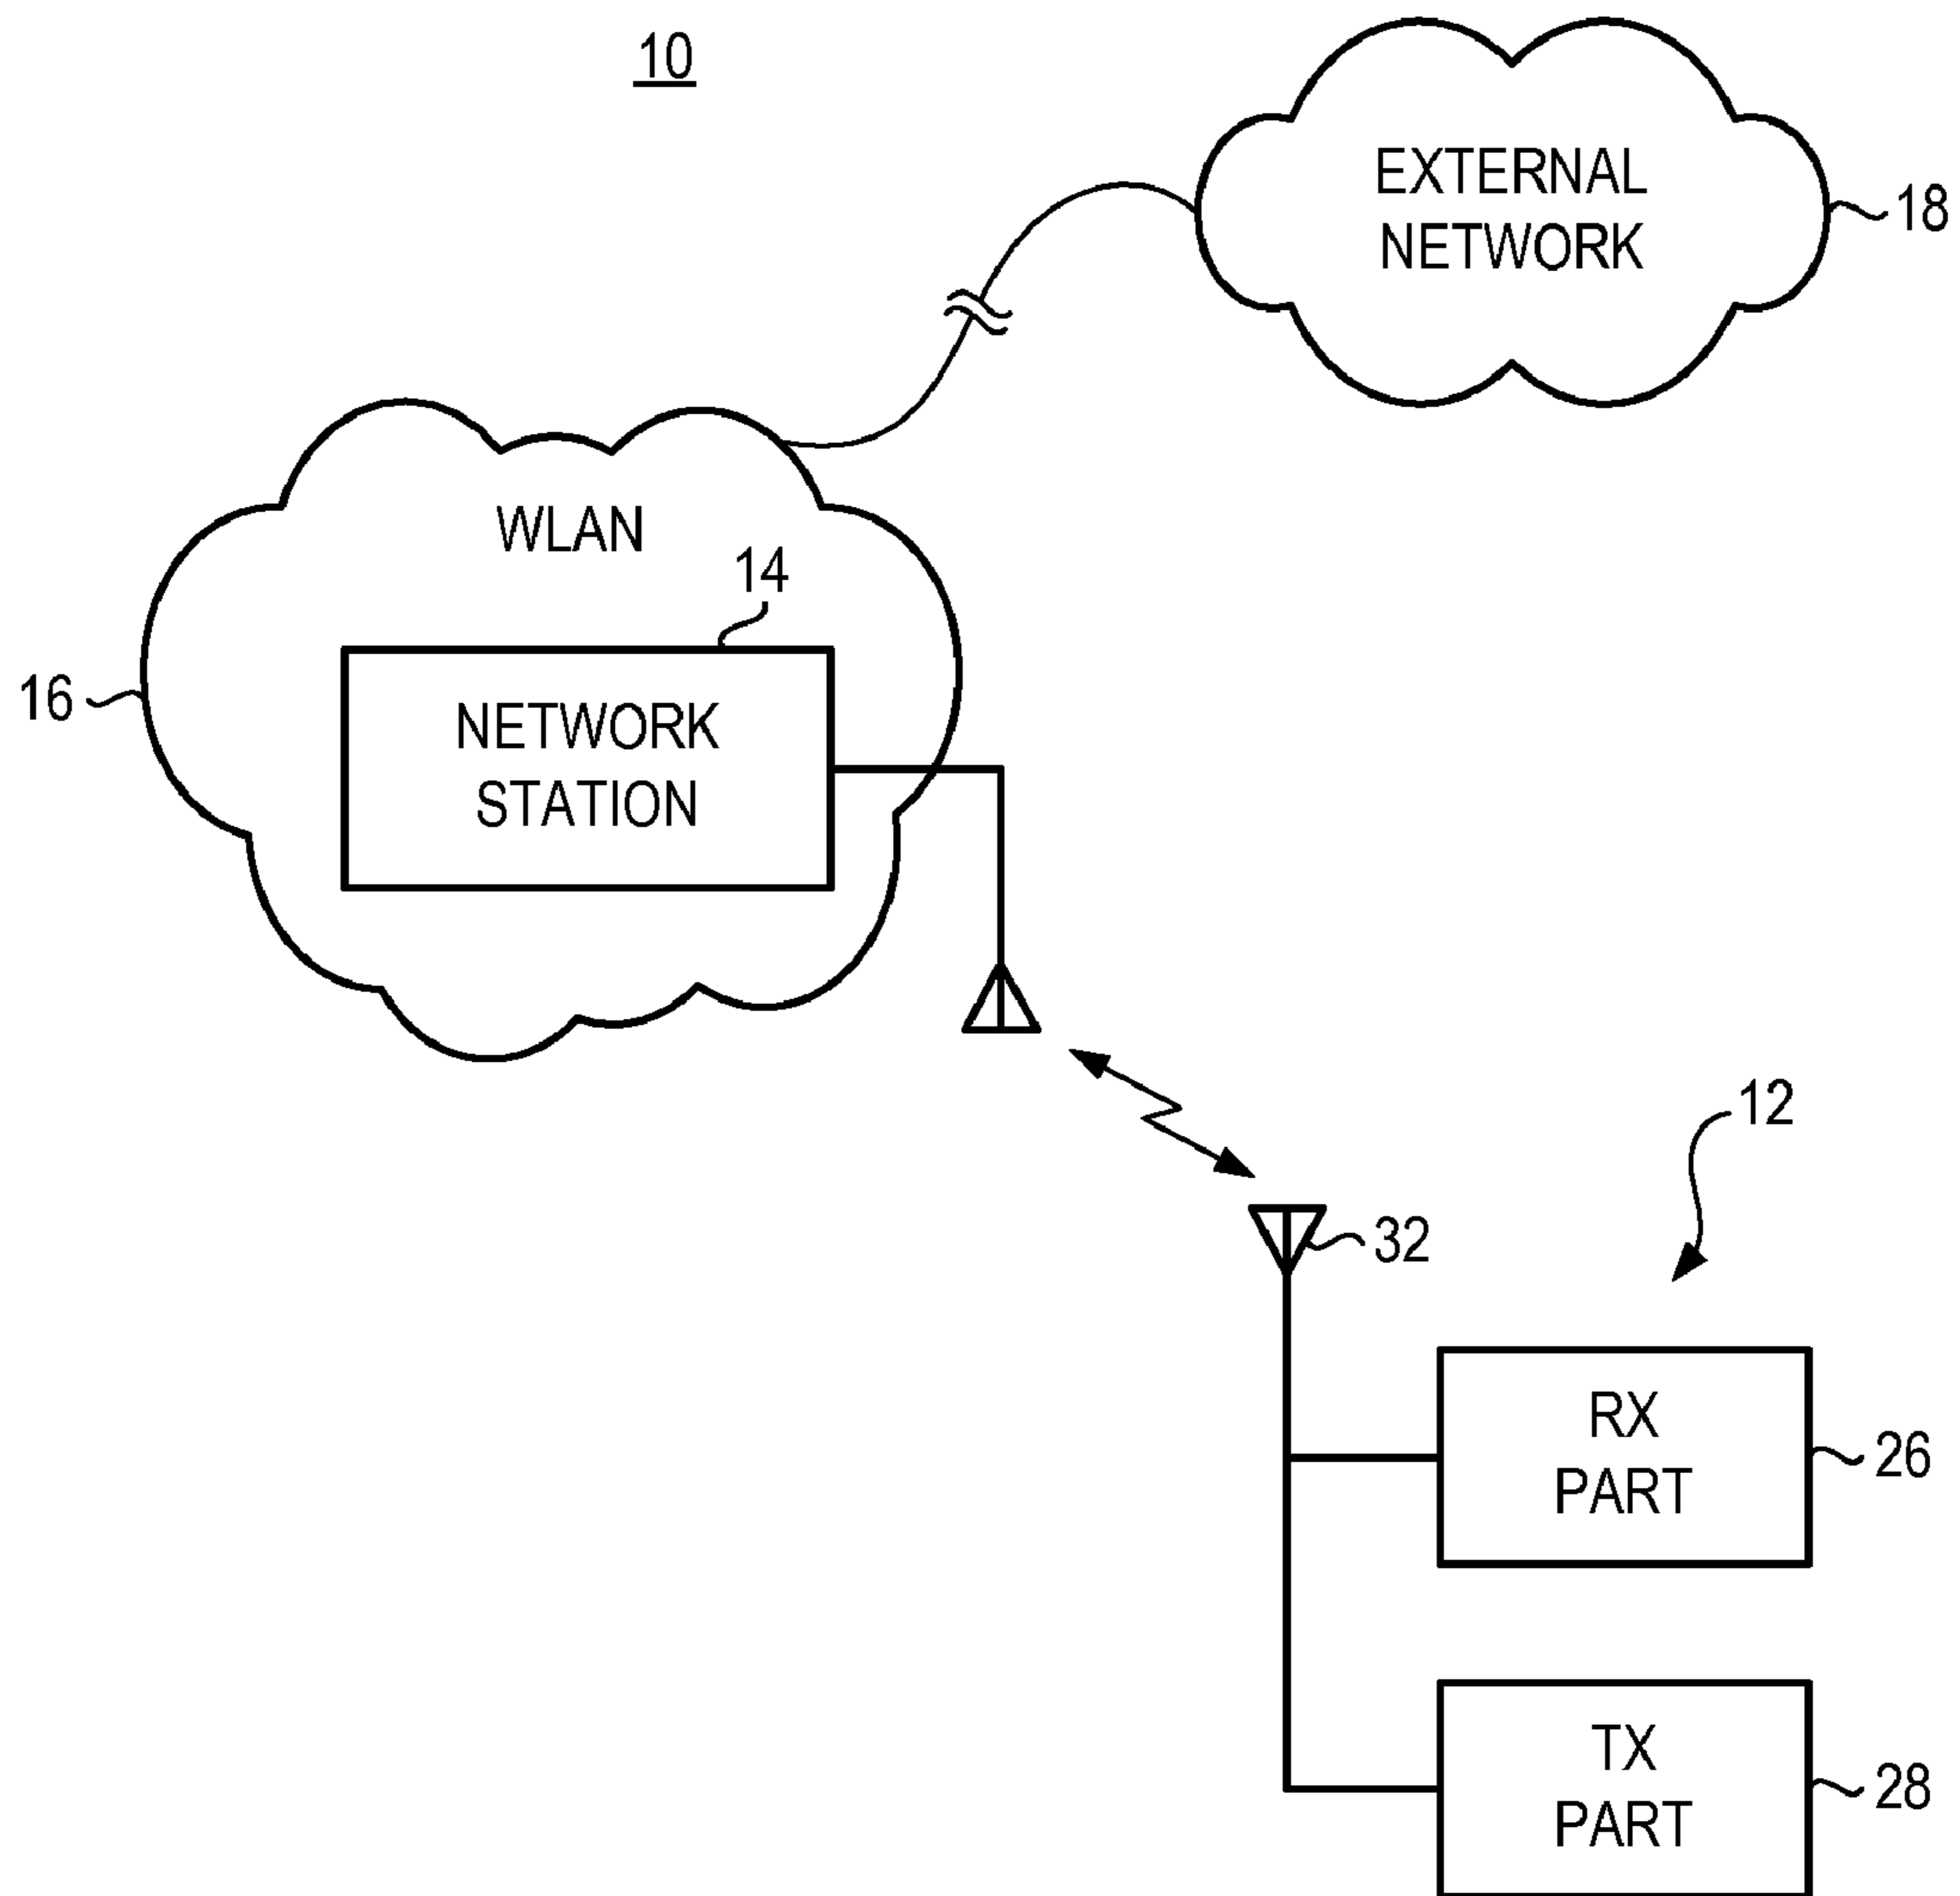 10
EXTERNAL
NETWORK
18
WLAN
14
16
NETWORK
STATION
12
32
RX
PART
26
TX
PART
28